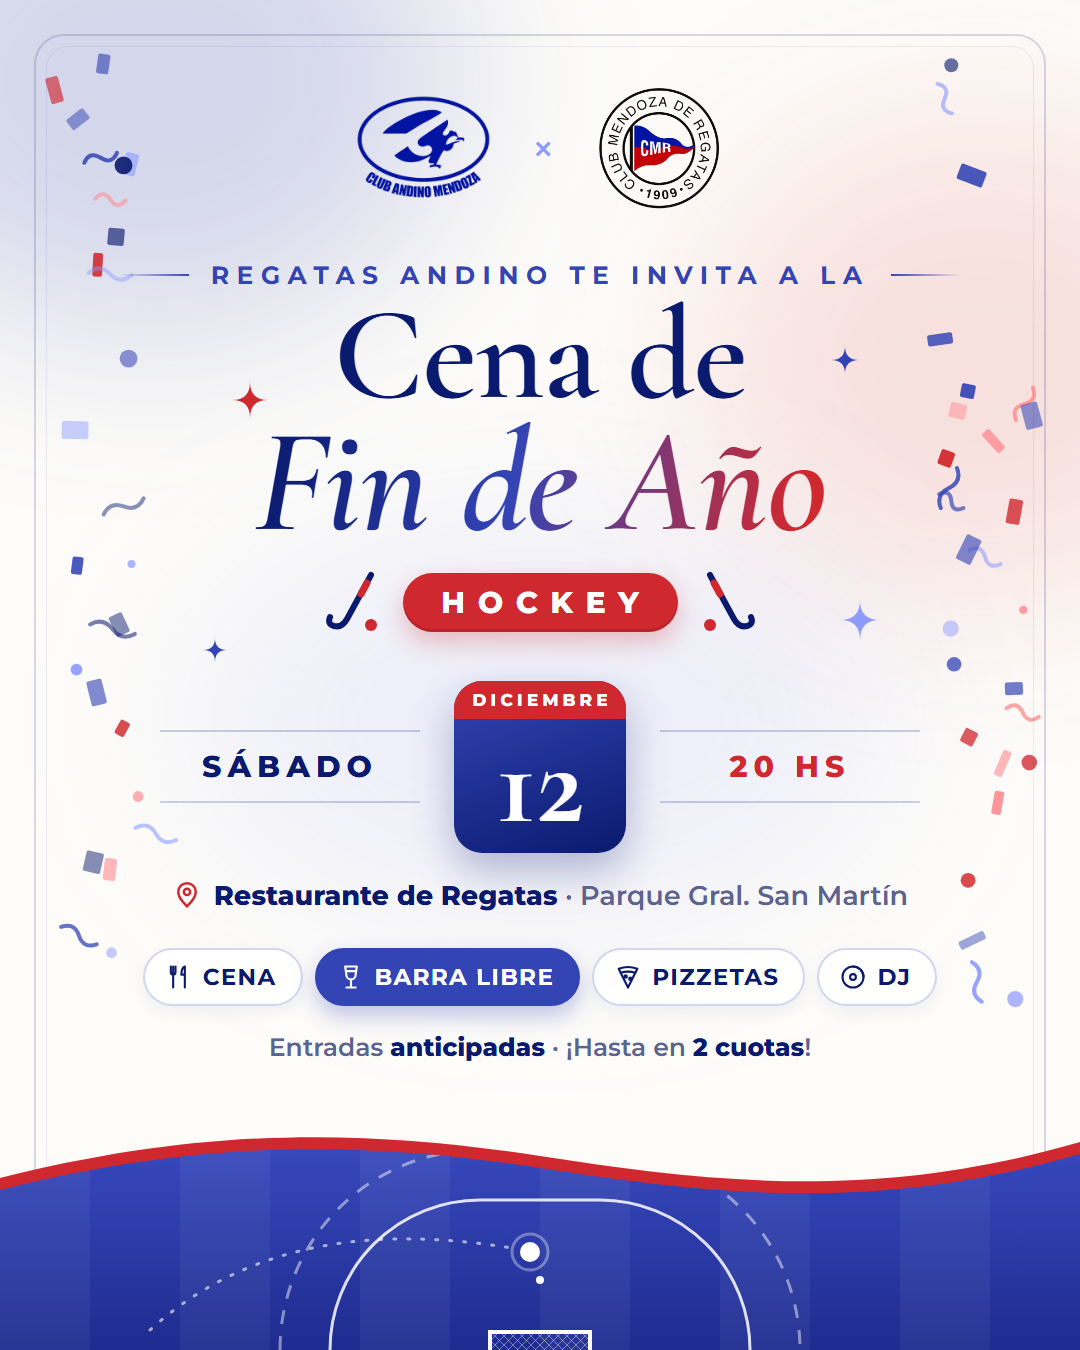 CLUB ANDINO MENDOZA
×
CLUB MENDOZA DE REGATAS
CMR
·1909·
REGATAS ANDINO TE INVITA A LA
Cena de
Fin de Año
HOCKEY
DICIEMBRE
SÁBADO
12
20 HS
Restaurante de Regatas · Parque Gral. San Martín
CENA
BARRA LIBRE
PIZZETAS
DJ
Entradas anticipadas · ¡Hasta en 2 cuotas!